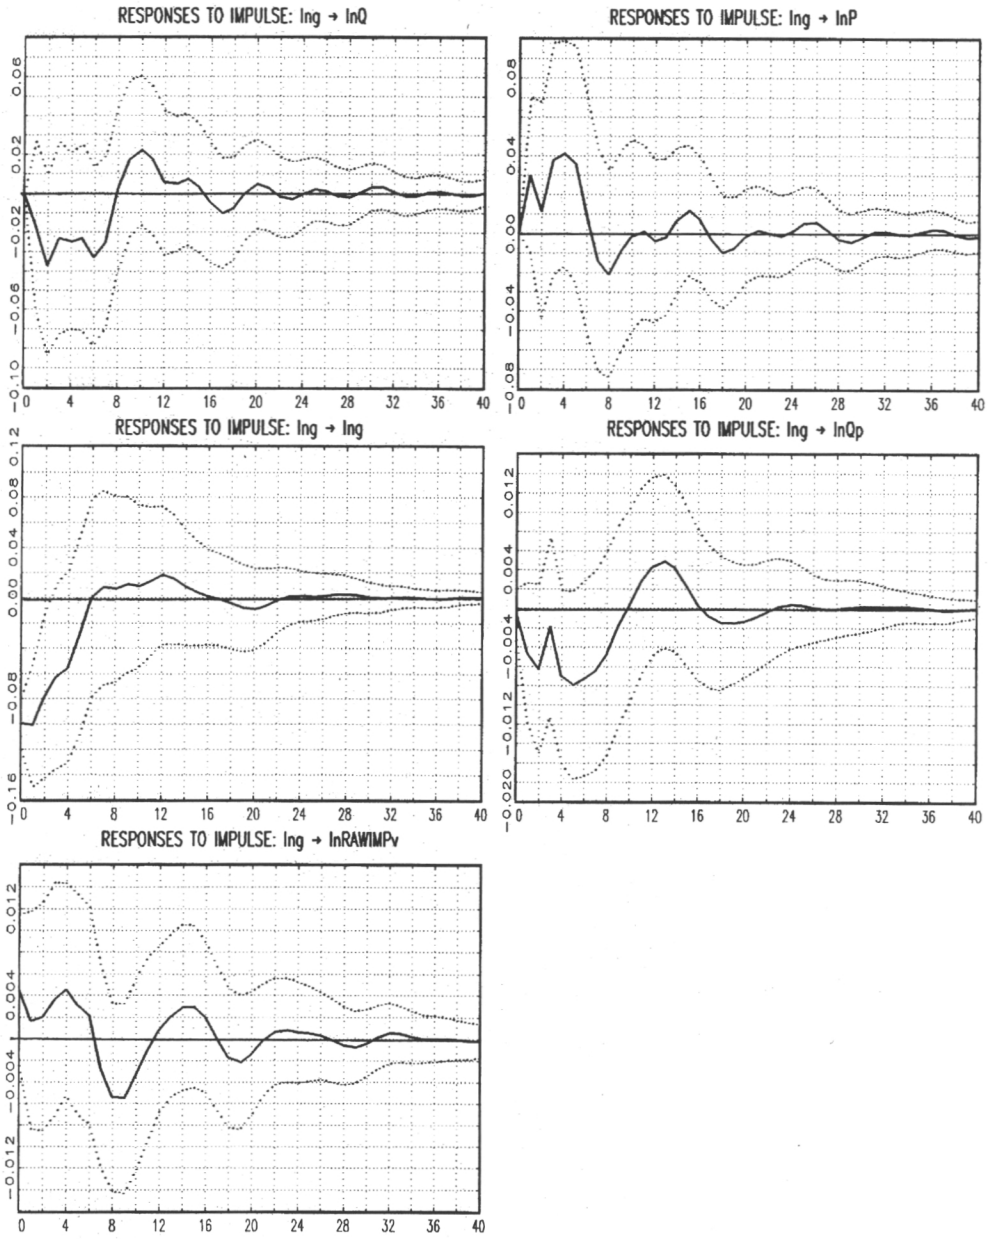 RESPONSES TO IMPULSE: lng → lnQ
0.06
0.02
−0.02
−0.06
−0.10
0 4 8 12 16 20 24 28 32 36 40
RESPONSES TO IMPULSE: lng → lnP
0.08
0.04
0.0
−0.04
−0.08
0 4 8 12 16 20 24 28 32 36 40
RESPONSES TO IMPULSE: lng → lng
0.12
0.08
0.04
0.0
−0.08
−0.16
0 4 8 12 16 20 24 28 32 36 40
RESPONSES TO IMPULSE: lng → lnQp
0.012
0.004
−0.004
−0.012
−0.020
0 4 8 12 16 20 24 28 32 36 40
RESPONSES TO IMPULSE: lng → lnRAWIMPv
0.012
0.004
−0.004
−0.012
0 4 8 12 16 20 24 28 32 36 40